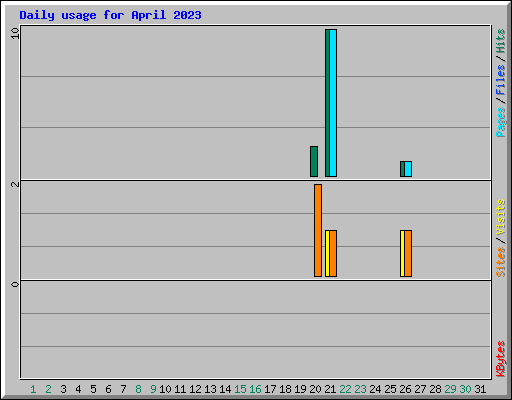 Daily usage for April 2023
10
Pages / Files / Hits
2
Sites / Visits
0
KBytes
1 2 3 4 5 6 7 8 9 10 11 12 13 14 15 16 17 18 19 20 21 22 23 24 25 26 27 28 29 30 31